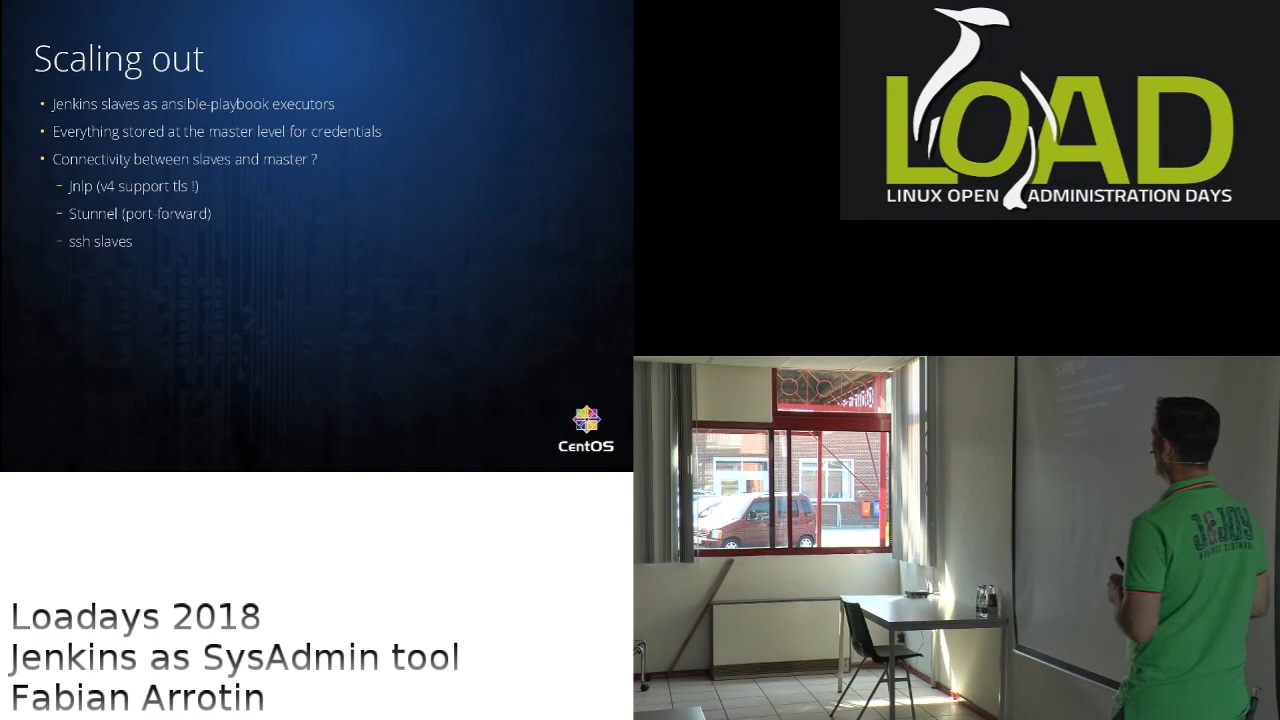 Scaling out
Jenkins slaves as ansible-playbook executors
Everything stored at the master level for credentials
Connectivity between slaves and master ?
Jnlp (v4 support tls !)
Stunnel (port-forward)
ssh slaves
CentOS
LOAD
LINUX OPEN ADMINISTRATION DAYS
J&JOY
Loadays 2018
Jenkins as SysAdmin tool
Fabian Arrotin